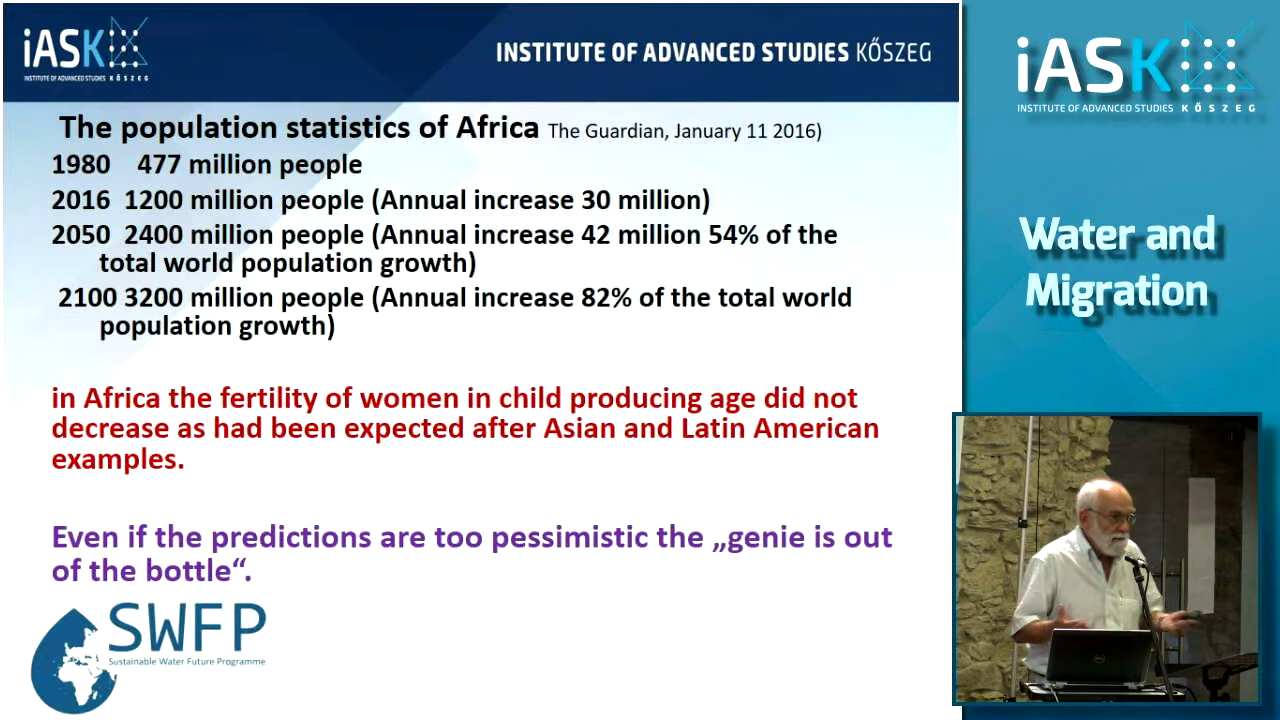 iASK
INSTITUTE OF ADVANCED STUDIES KŐSZEG
INSTITUTE OF ADVANCED STUDIES KŐSZEG
The population statistics of Africa The Guardian, January 11 2016)
1980 477 million people
2016 1200 million people (Annual increase 30 million)
2050 2400 million people (Annual increase 42 million 54% of the
total world population growth)
2100 3200 million people (Annual increase 82% of the total world
population growth)
in Africa the fertility of women in child producing age did not
decrease as had been expected after Asian and Latin American
examples.
Even if the predictions are too pessimistic the „genie is out
of the bottle“.
SWFP
Sustainable Water Future Programme
iASK
INSTITUTE OF ADVANCED STUDIES KŐSZEG
Water and
Migration